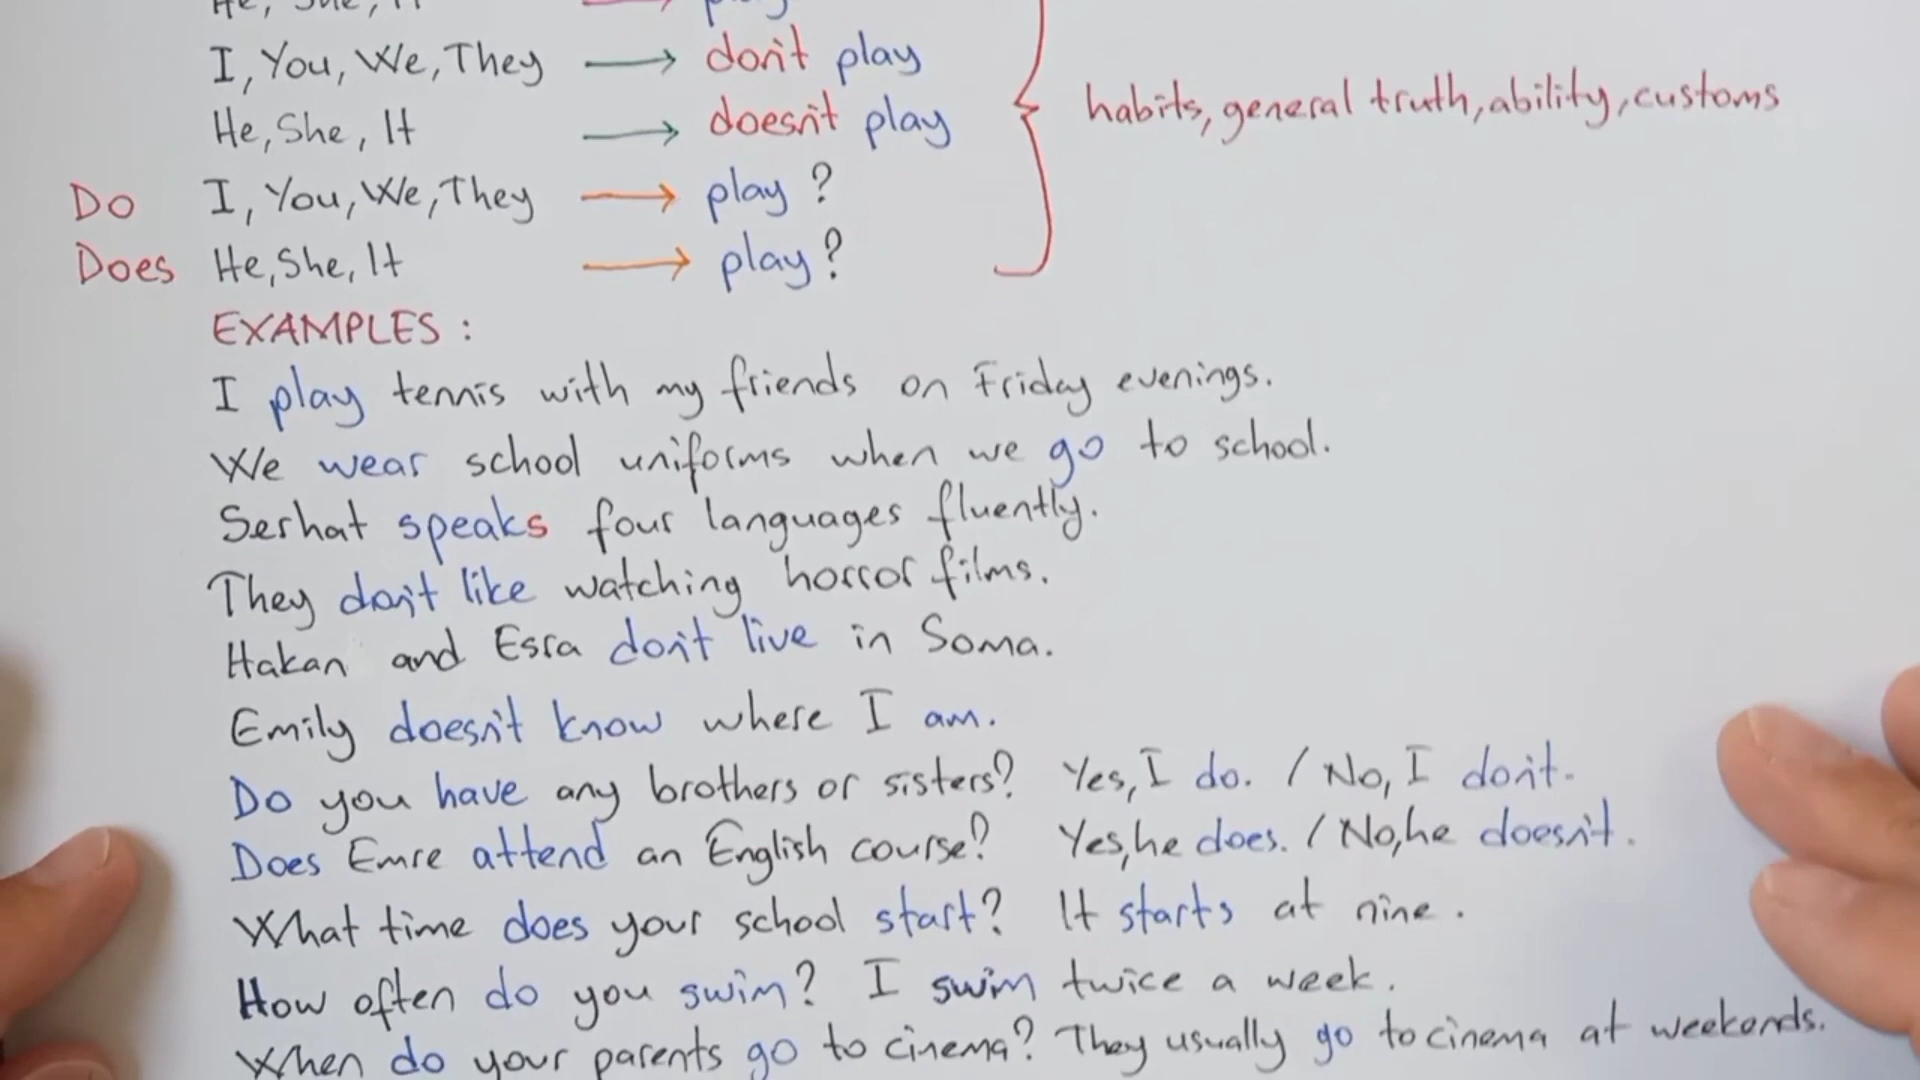 He, She, It → play
I, You, We, They → don't play
He, She, It → doesn't play
habits, general truth, ability, customs
Do I, You, We, They → play ?
Does He, She, It → play ?
EXAMPLES :
I play tennis with my friends on Friday evenings.
We wear school uniforms when we go to school.
Serhat speaks four languages fluently.
They don't like watching horror films.
Hakan and Esra don't live in Soma.
Emily doesn't know where I am.
Do you have any brothers or sisters? Yes, I do. / No, I don't.
Does Emre attend an English course? Yes, he does. / No, he doesn't.
What time does your school start? It starts at nine.
How often do you swim? I swim twice a week.
When do your parents go to cinema? They usually go to cinema at weekends.